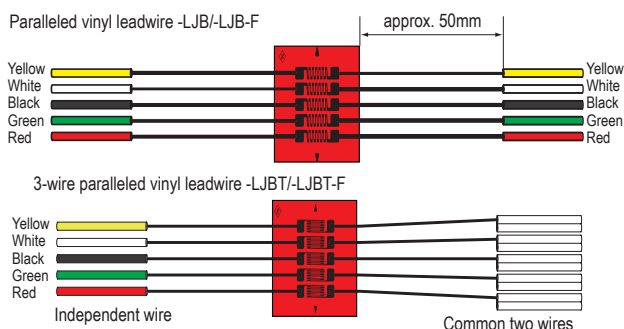 Paralleled vinyl leadwire -LJB/-LJB-F
approx. 50mm
Yellow
White
Black
Green
Red
Yellow
White
Black
Green
Red
3-wire paralleled vinyl leadwire -LJBT/-LJBT-F
Yellow
White
Black
Green
Red
Independent wire
Common two wires